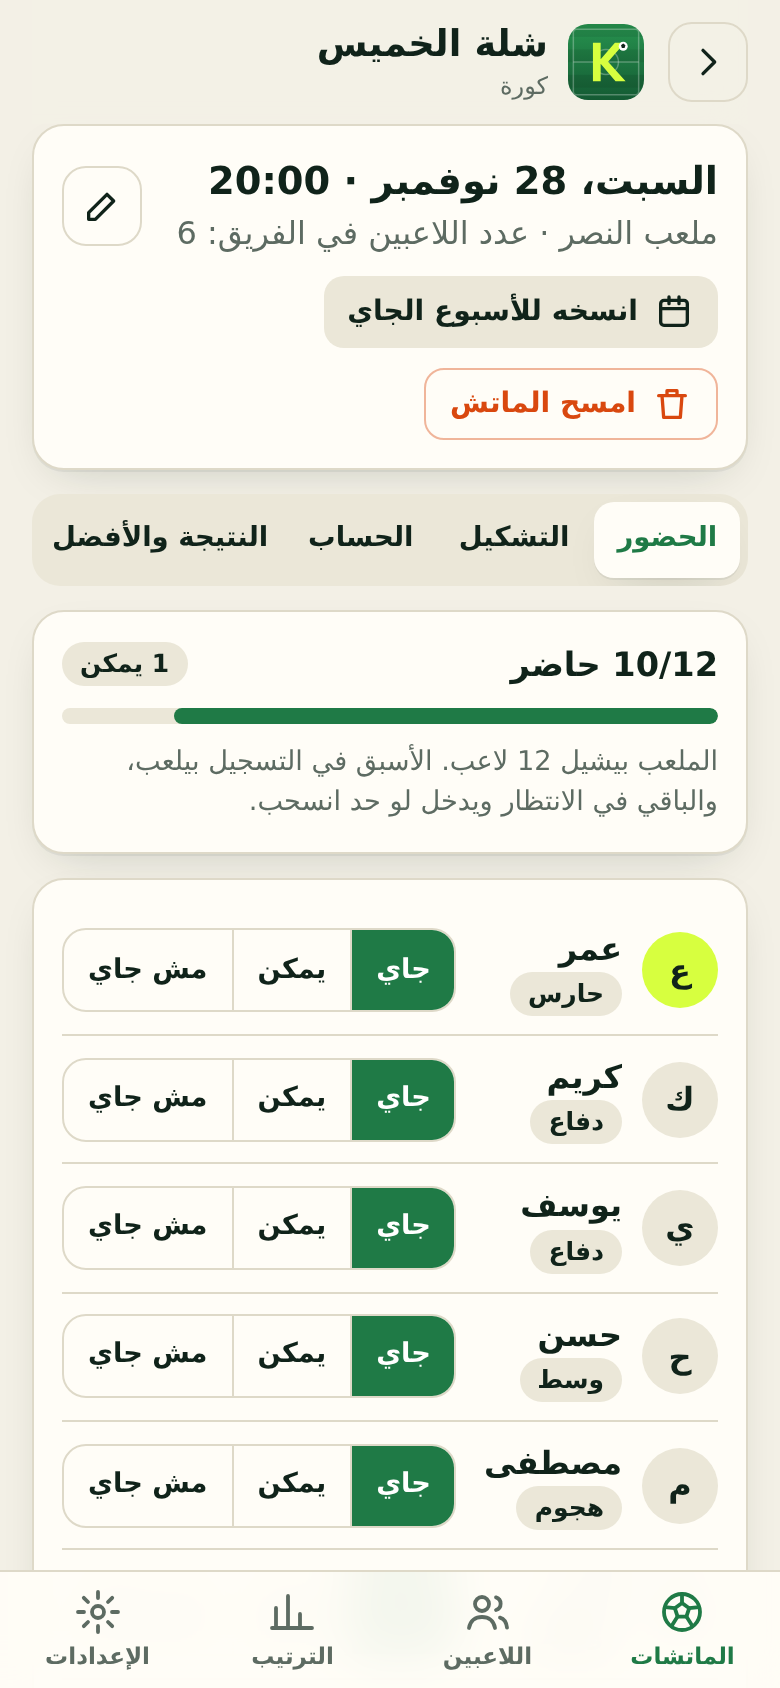 شلة الخميس
كورة
K
السبت، 28 نوفمبر · 20:00
ملعب النصر · عدد اللاعبين في الفريق: 6
انسخه للأسبوع الجاي
امسح الماتش
الحضور التشكيل الحساب النتيجة والأفضل
10/12 حاضر
1 يمكن
الملعب بيشيل 12 لاعب. الأسبق في التسجيل بيلعب،
والباقي في الانتظار ويدخل لو حد انسحب.
ع عمر جاي يمكن مش جاي
حارس
ك كريم جاي يمكن مش جاي
دفاع
ي يوسف جاي يمكن مش جاي
دفاع
ح حسن جاي يمكن مش جاي
وسط
م مصطفى جاي يمكن مش جاي
هجوم
الماتشات اللاعبين الترتيب الإعدادات